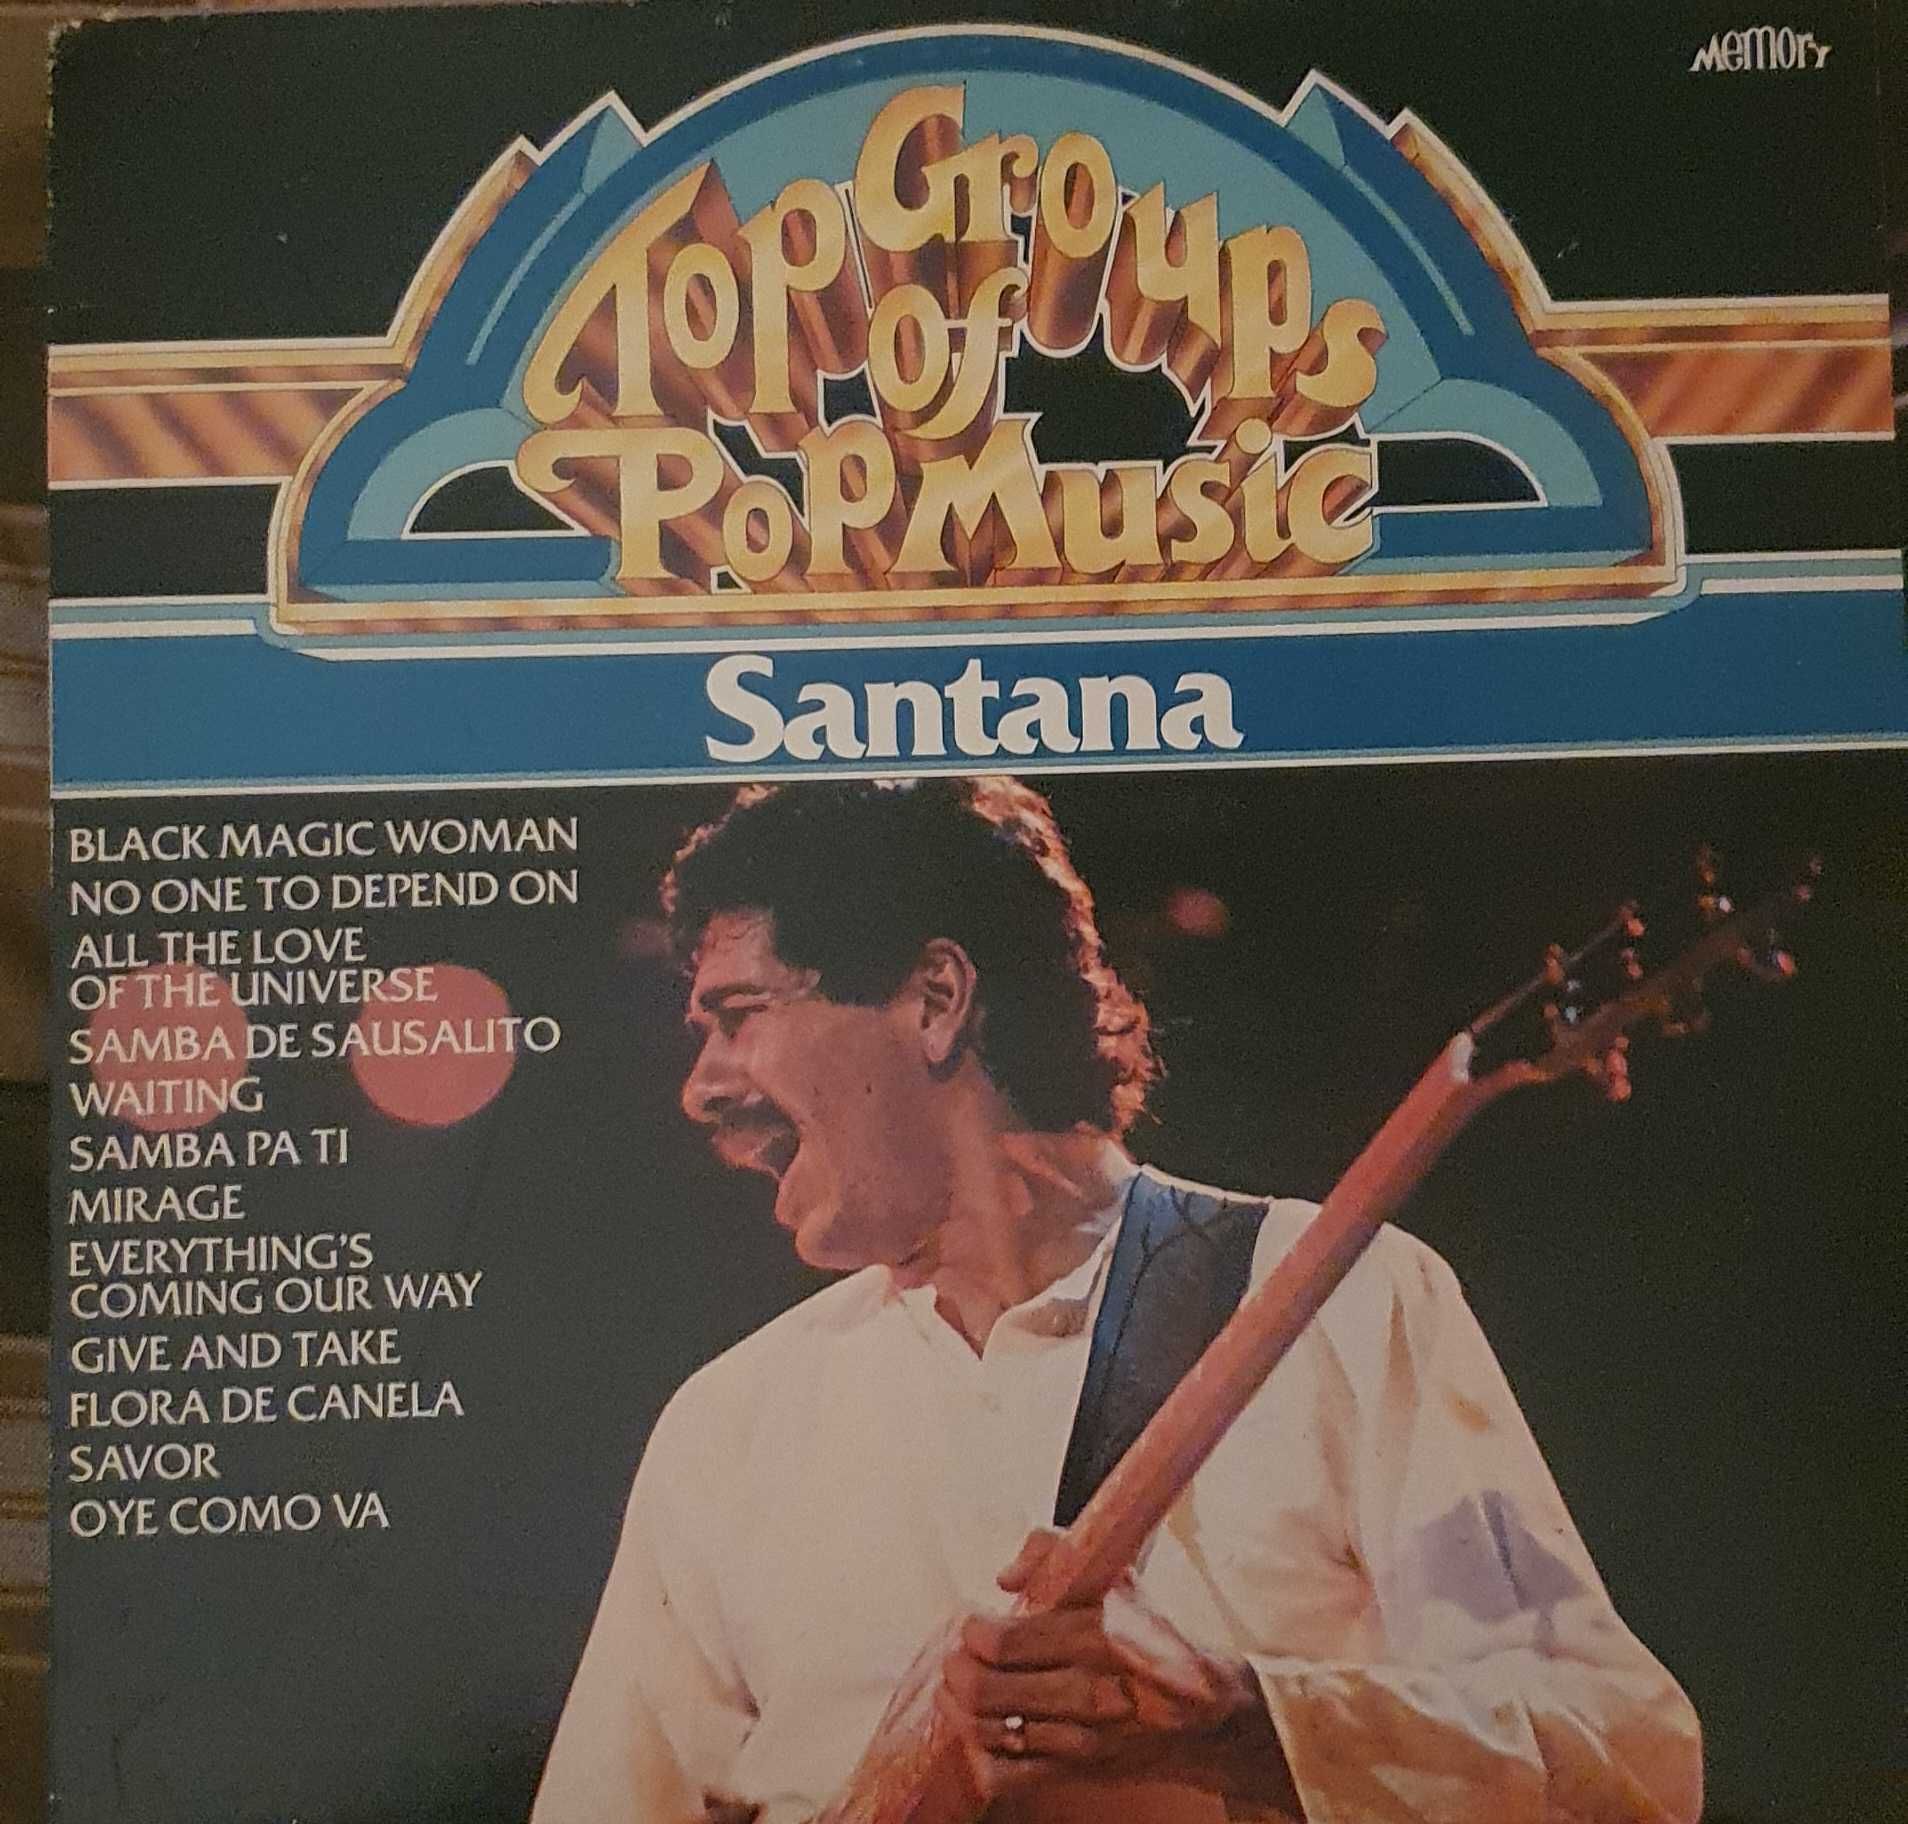 Memory
Top Groups
of
Pop Music
Santana
BLACK MAGIC WOMAN
NO ONE TO DEPEND ON
ALL THE LOVE
OF THE UNIVERSE
SAMBA DE SAUSALITO
WAITING
SAMBA PA TI
MIRAGE
EVERYTHING'S
COMING OUR WAY
GIVE AND TAKE
FLORA DE CANELA
SAVOR
OYE COMO VA